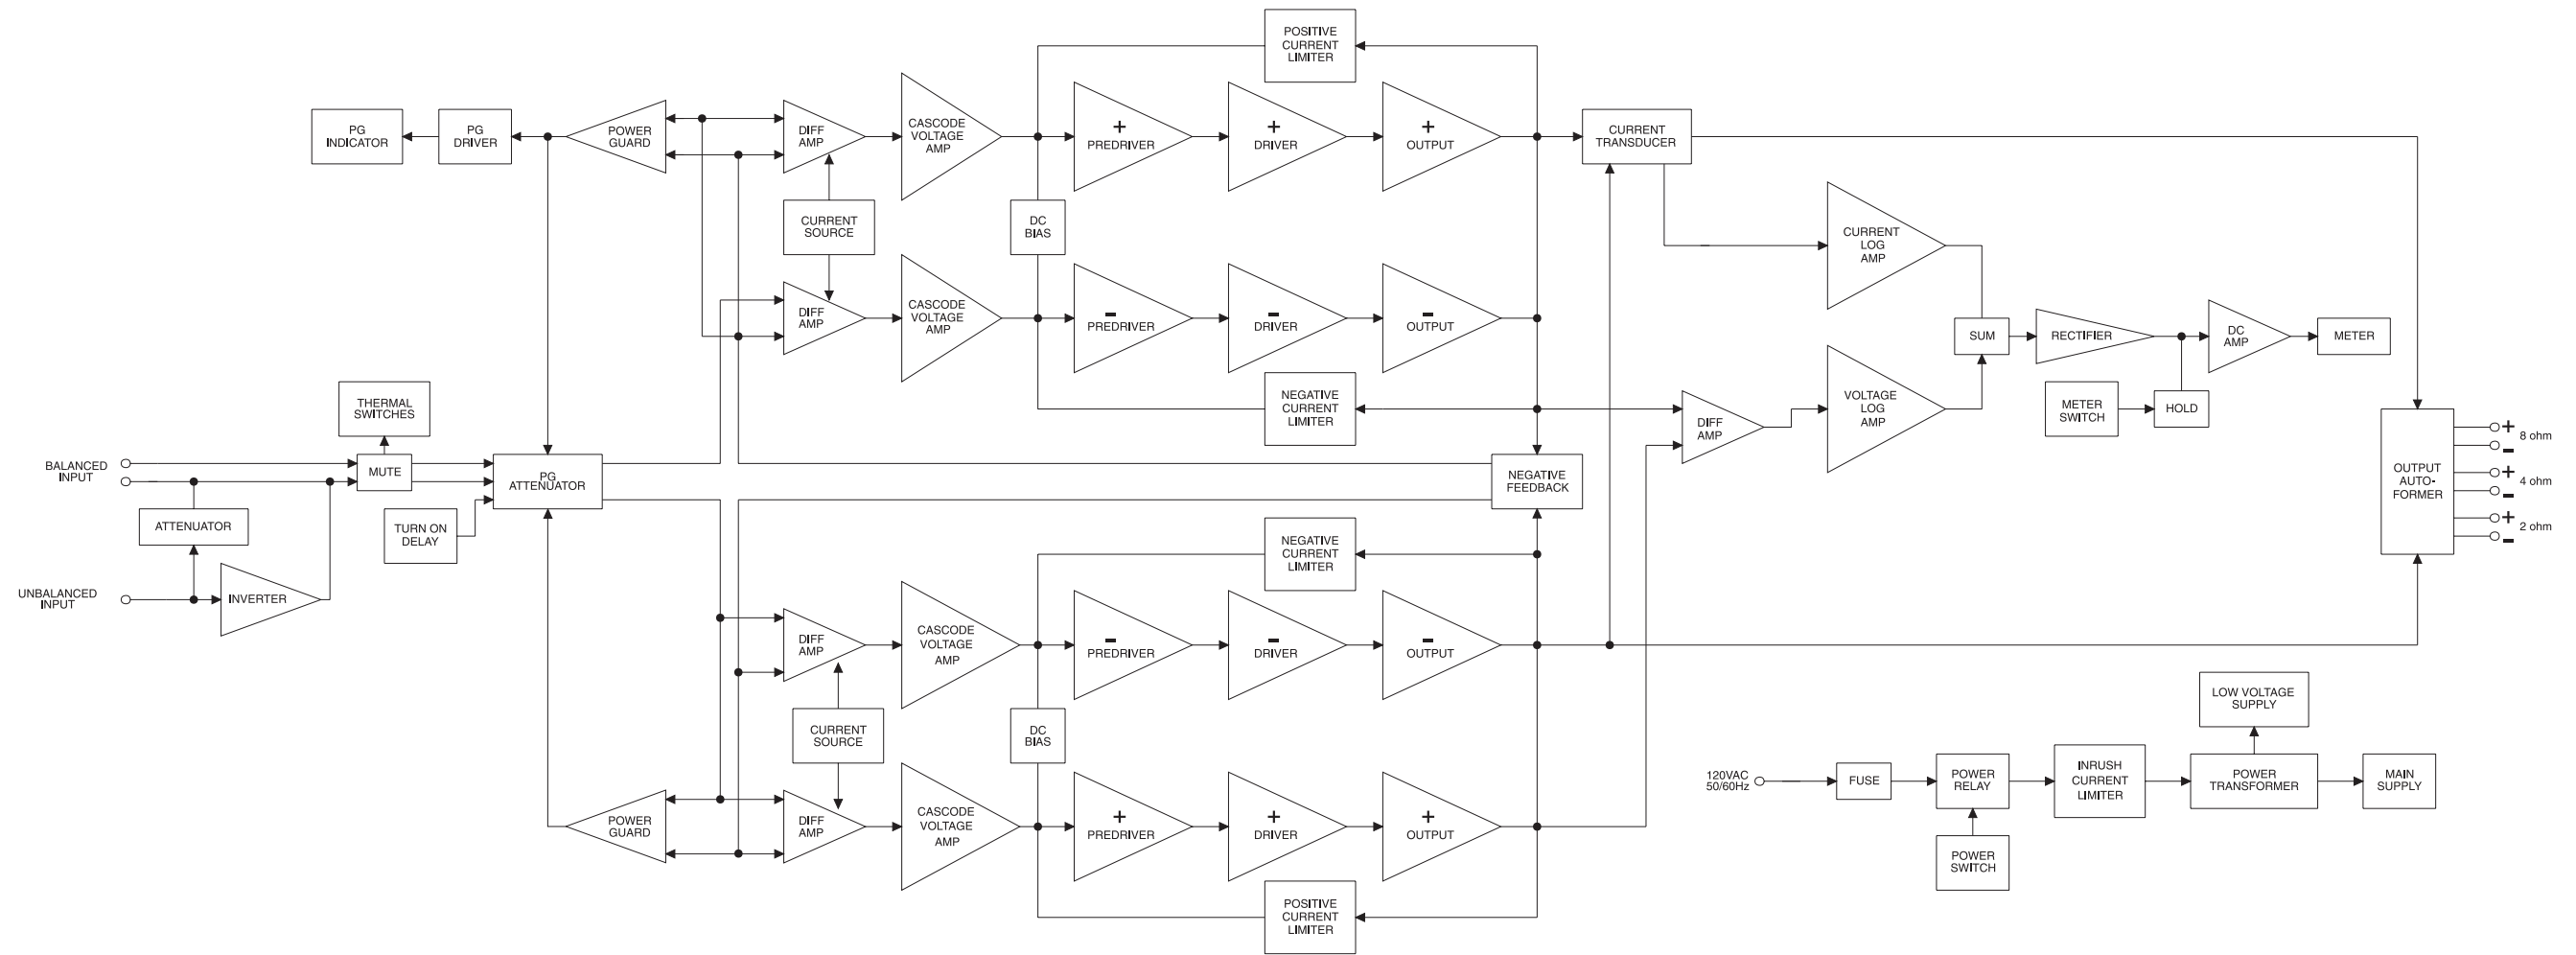 POSITIVE
CURRENT
LIMITER
PG
INDICATOR
PG
DRIVER
POWER
GUARD
DIFF
AMP
CASCODE
VOLTAGE
AMP
+
PREDRIVER
+
DRIVER
+
OUTPUT
CURRENT
TRANSDUCER
CURRENT
SOURCE
DC
BIAS
CURRENT
LOG
AMP
DIFF
AMP
CASCODE
VOLTAGE
AMP
-
PREDRIVER
-
DRIVER
-
OUTPUT
SUM
RECTIFIER
DC
AMP
METER
THERMAL
SWITCHES
NEGATIVE
CURRENT
LIMITER
DIFF
AMP
VOLTAGE
LOG
AMP
METER
SWITCH
HOLD
BALANCED
INPUT
MUTE
PG
ATTENUATOR
NEGATIVE
FEEDBACK
OUTPUT
AUTO-
FORMER
+
8 ohm
-
+
4 ohm
-
+
2 ohm
-
ATTENUATOR
TURN ON
DELAY
NEGATIVE
CURRENT
LIMITER
UNBALANCED
INPUT
INVERTER
DIFF
AMP
CASCODE
VOLTAGE
AMP
-
PREDRIVER
-
DRIVER
-
OUTPUT
CURRENT
SOURCE
DC
BIAS
LOW VOLTAGE
SUPPLY
120VAC
50/60Hz
FUSE
POWER
RELAY
INRUSH
CURRENT
LIMITER
POWER
TRANSFORMER
MAIN
SUPPLY
POWER
GUARD
DIFF
AMP
CASCODE
VOLTAGE
AMP
+
PREDRIVER
+
DRIVER
+
OUTPUT
POWER
SWITCH
POSITIVE
CURRENT
LIMITER